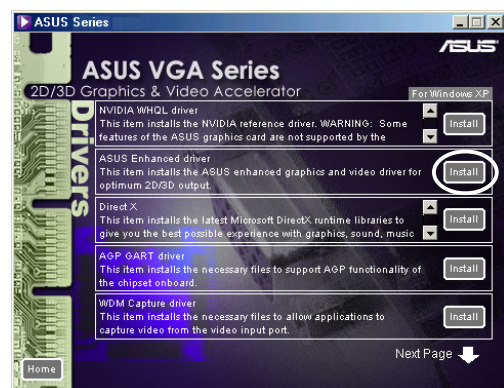 ASUS Series
ASUS
ASUS VGA Series
2D/3D Graphics & Video Accelerator
For Windows XP
Drivers
NVIDIA WHQL driver
This item installs the NVIDIA reference driver. WARNING: Some
features of the ASUS graphics card are not supported by the
Install
ASUS Enhanced driver
This item installs the ASUS enhanced graphics and video driver for
optimum 2D/3D output.
Install
Direct X
This item installs the latest Microsoft DirectX runtime libraries to
give you the best possible experience with graphics, sound, music
Install
AGP GART driver
This item installs the necessary files to support AGP functionality of
the chipset onboard.
Install
WDM Capture driver
This item installs the necessary files to allow applications to
capture video from the video input port.
Install
Next Page
Home